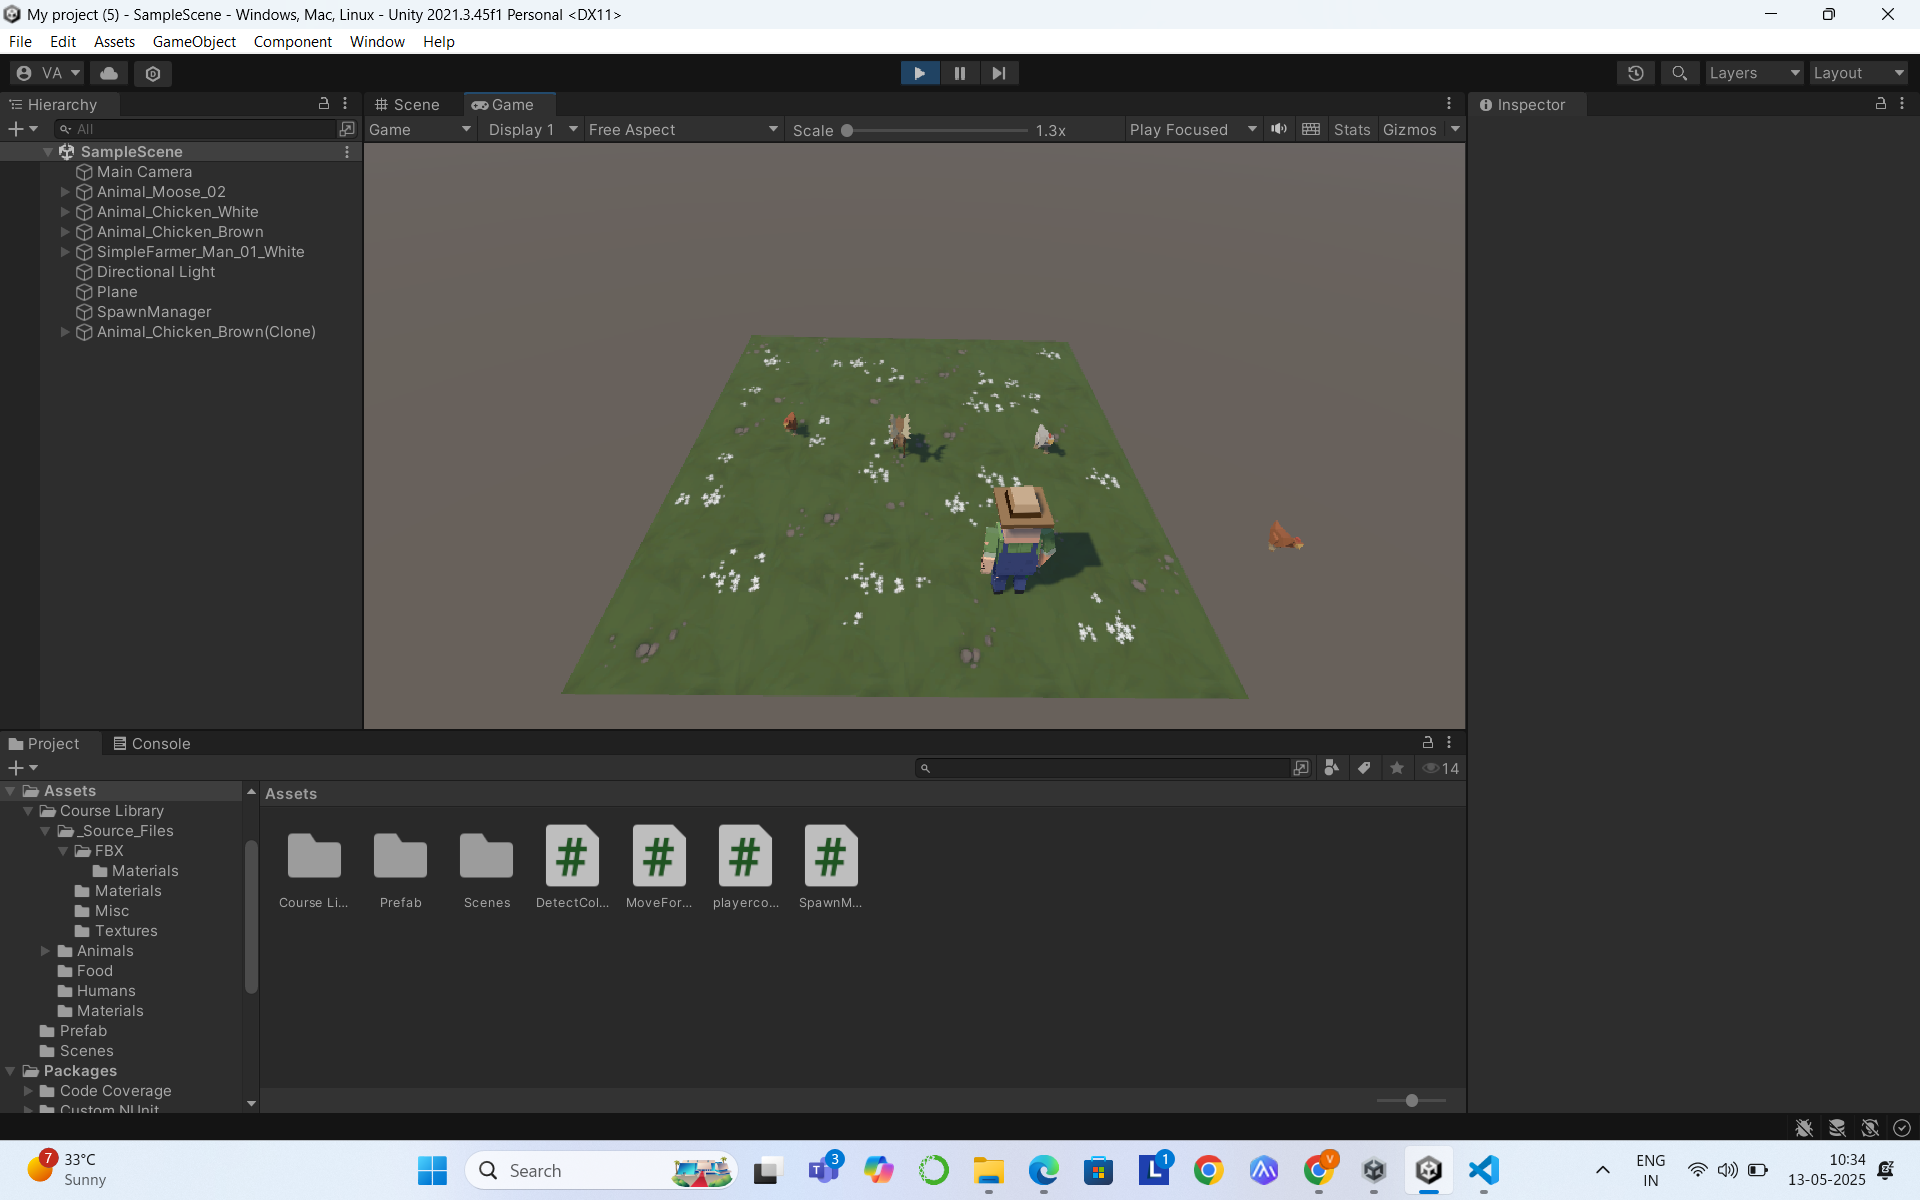 My project (5) - SampleScene - Windows, Mac, Linux - Unity 2021.3.45f1 Personal <DX11>
File Edit Assets GameObject Component Window Help
VA Layers Layout
Hierarchy Scene Game Inspector
All Game Display 1 Free Aspect Scale 1.3x Play Focused Stats Gizmos
SampleScene
Main Camera
Animal_Moose_02
Animal_Chicken_White
Animal_Chicken_Brown
SimpleFarmer_Man_01_White
Directional Light
Plane
SpawnManager
Animal_Chicken_Brown(Clone)
Project Console
14
Assets
Course Library
_Source_Files
FBX
Materials
Materials
Misc
Textures
Animals
Food
Humans
Materials
Prefab
Scenes
Packages
Code Coverage
Custom NUnit
Assets
Course Li... Prefab Scenes DetectCol... MoveFor... playerco... SpawnM...
7
33°C
Sunny
Search
3
1
V
ENG
IN
10:34
13-05-2025